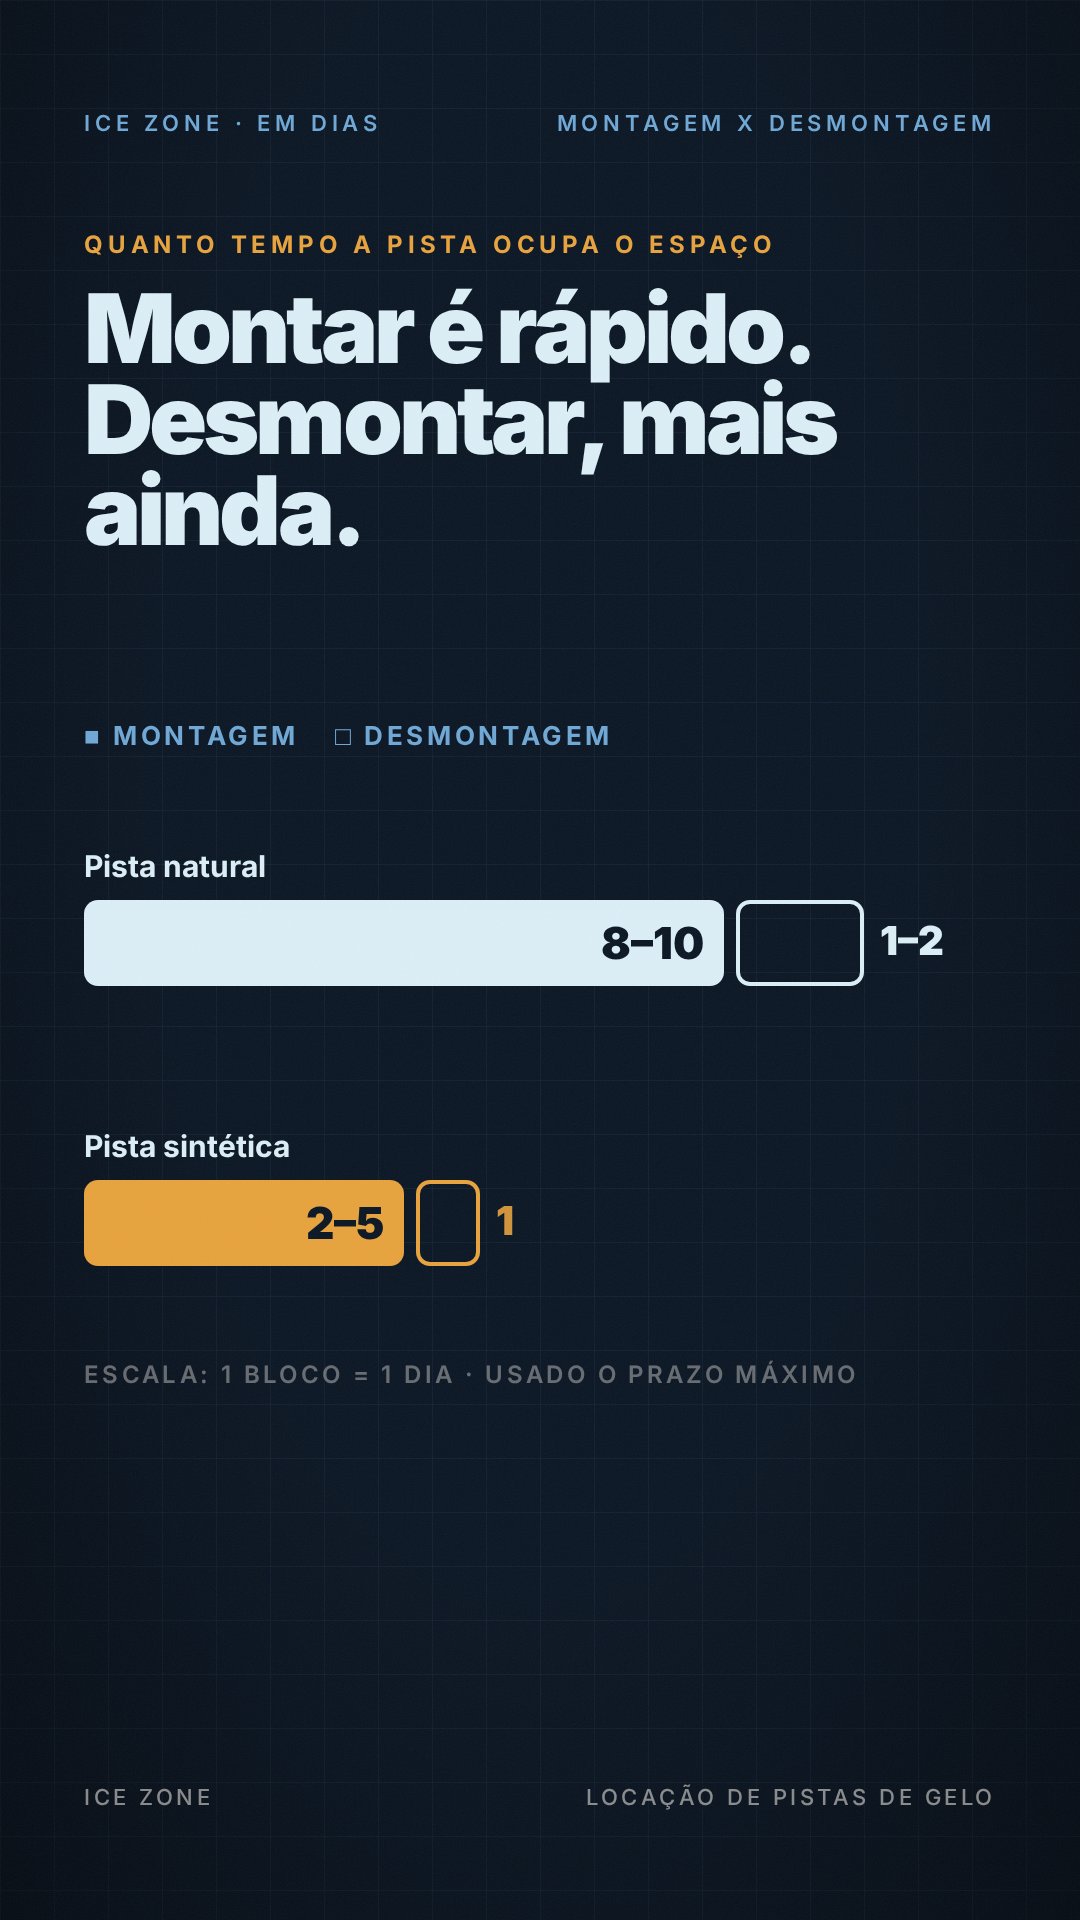 ICE ZONE · EM DIAS
MONTAGEM X DESMONTAGEM
QUANTO TEMPO A PISTA OCUPA O ESPAÇO
Montar é rápido.
Desmontar, mais
ainda.
■ MONTAGEM □ DESMONTAGEM
Pista natural
8–10 1–2
Pista sintética
2–5 1
ESCALA: 1 BLOCO = 1 DIA · USADO O PRAZO MÁXIMO
ICE ZONE
LOCAÇÃO DE PISTAS DE GELO